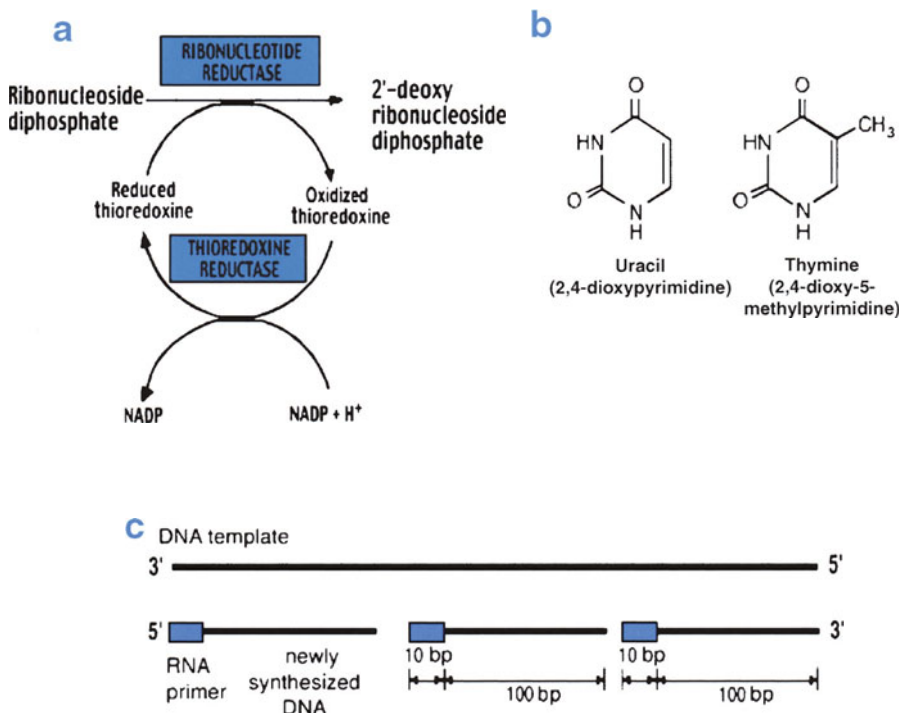 a
RIBONUCLEOTIDE
REDUCTASE
Ribonucleoside
diphosphate
2'-deoxy
ribonucleoside
diphosphate
Reduced
thioredoxine
Oxidized
thioredoxine
THIOREDOXINE
REDUCTASE
NADP
NADP + H⁺
b
O
HN
O
N
H
Uracil
(2,4-dioxypyrimidine)
O
CH₃
HN
O
N
H
Thymine
(2,4-dioxy-5-
methylpyrimidine)
c
DNA template
3'
5'
5'
3'
RNA
primer
newly
synthesized
DNA
10 bp
100 bp
10 bp
100 bp